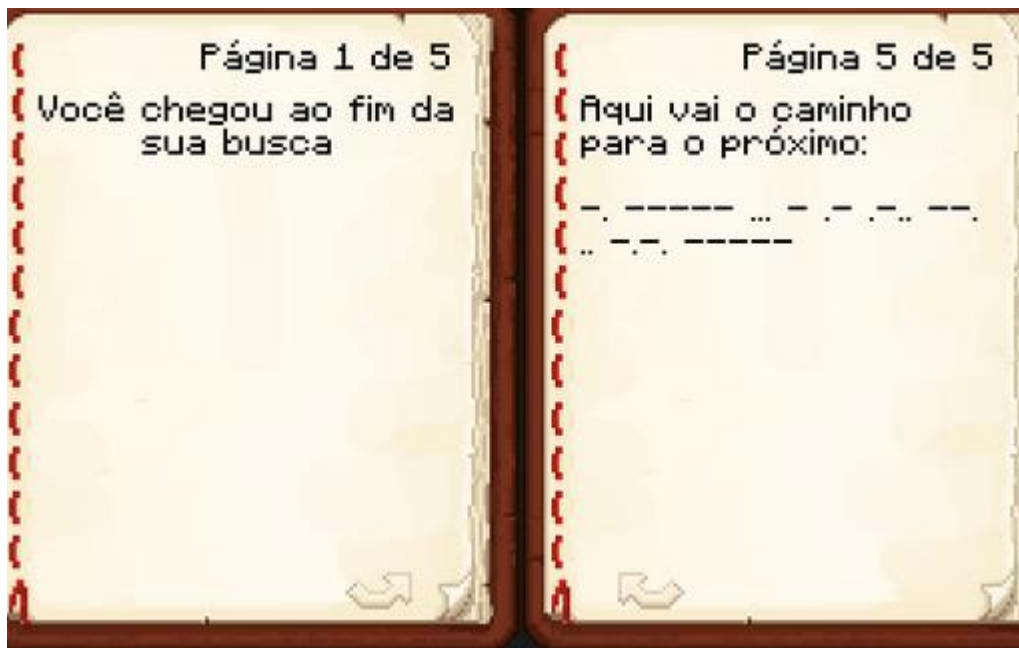 Página 1 de 5
Você chegou ao fim da
sua busca
Página 5 de 5
Aqui vai o caminho
para o próximo:
-. ----- ... - .- .-.. --.
.. -.-. -----